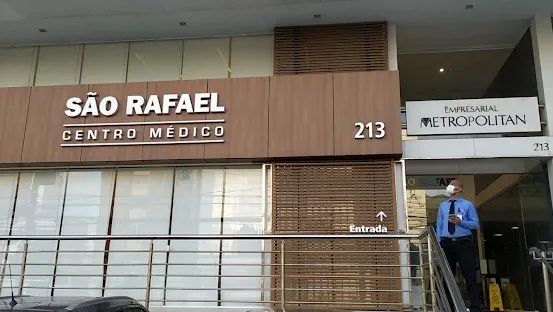 SÃO RAFAEL
CENTRO MÉDICO
213
EMPRESARIAL
METROPOLITAN
213
Entrada